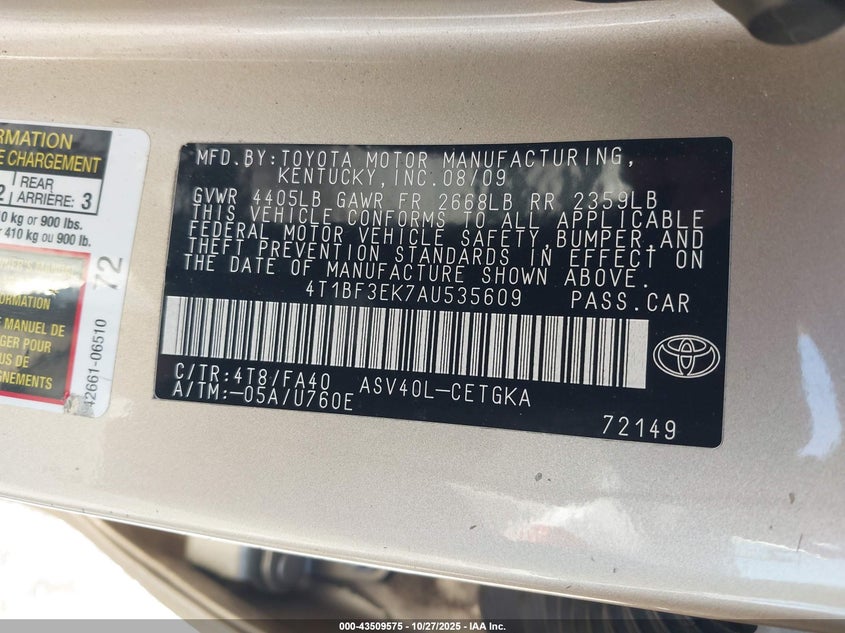 RMATION
E CHARGEMENT
2
REAR
ARRIÈRE: 3
0 kg or 900 lbs.
410 kg ou 900 lb.
72
E MANUEL DE
RGER POUR
LUS DE
IGNEMENTS
42661-06510
MFD.BY:TOYOTA MOTOR MANUFACTURING,
KENTUCKY,INC.08/09
GVWR 4405LB GAWR FR 2668LB RR 2359LB
THIS VEHICLE CONFORMS TO ALL APPLICABLE
FEDERAL MOTOR VEHICLE SAFETY,BUMPER,AND
THEFT PREVENTION STANDARDS IN EFFECT ON
THE DATE OF MANUFACTURE SHOWN ABOVE.
4T1BF3EK7AU535609 PASS.CAR
C/TR:4T8/FA40 ASV40L-CETGKA
A/TM:-05A/U760E
72149
000-43509575 - 10/27/2025 - IAA Inc.